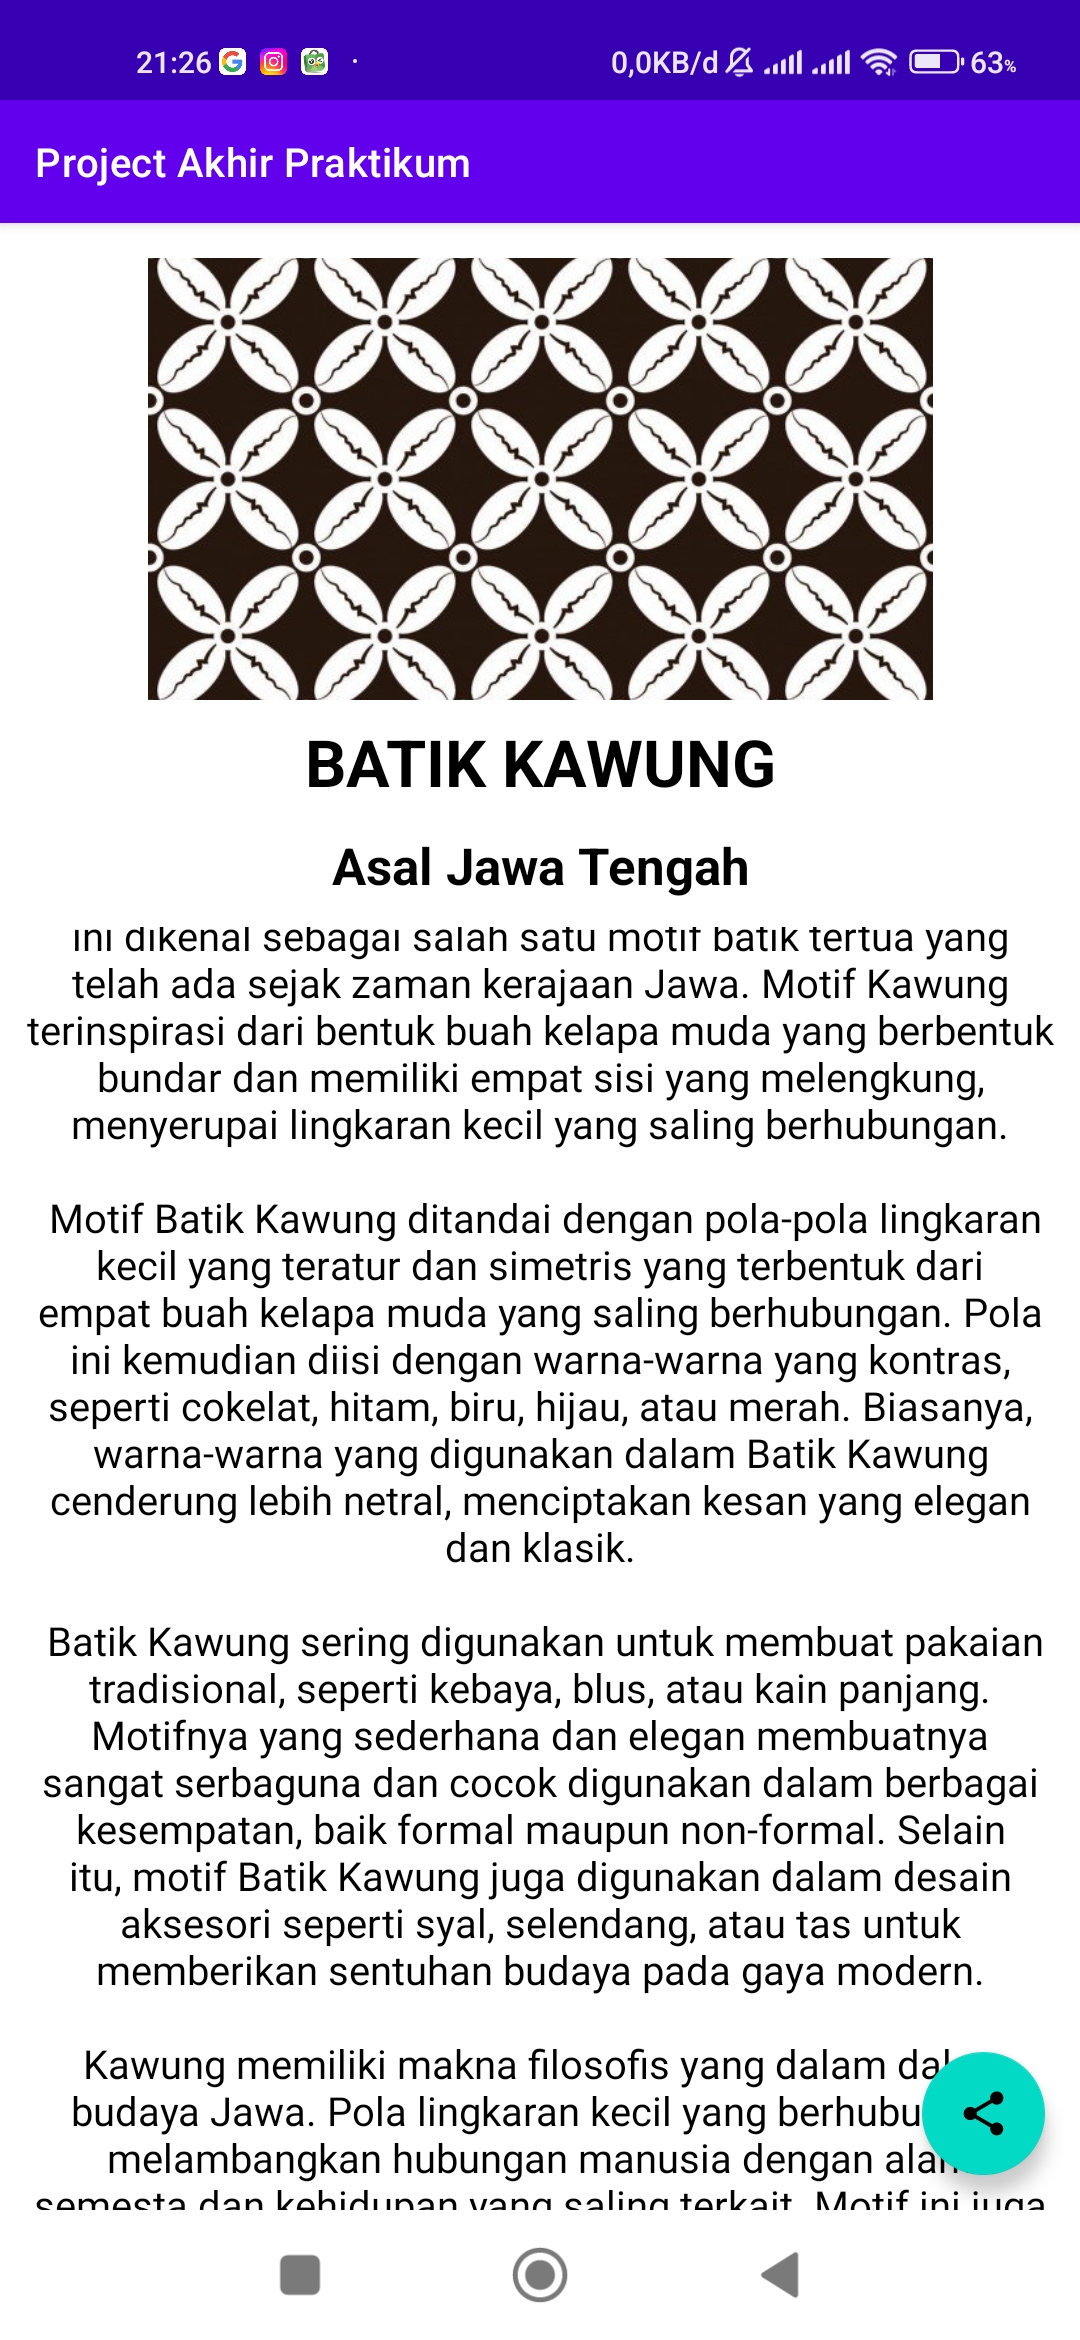 21:26
0,0KB/d
63%
Project Akhir Praktikum
BATIK KAWUNG
Asal Jawa Tengah
ini dikenal sebagai salah satu motif batik tertua yang
telah ada sejak zaman kerajaan Jawa. Motif Kawung
terinspirasi dari bentuk buah kelapa muda yang berbentuk
bundar dan memiliki empat sisi yang melengkung,
menyerupai lingkaran kecil yang saling berhubungan.
Motif Batik Kawung ditandai dengan pola-pola lingkaran
kecil yang teratur dan simetris yang terbentuk dari
empat buah kelapa muda yang saling berhubungan. Pola
ini kemudian diisi dengan warna-warna yang kontras,
seperti cokelat, hitam, biru, hijau, atau merah. Biasanya,
warna-warna yang digunakan dalam Batik Kawung
cenderung lebih netral, menciptakan kesan yang elegan
dan klasik.
Batik Kawung sering digunakan untuk membuat pakaian
tradisional, seperti kebaya, blus, atau kain panjang.
Motifnya yang sederhana dan elegan membuatnya
sangat serbaguna dan cocok digunakan dalam berbagai
kesempatan, baik formal maupun non-formal. Selain
itu, motif Batik Kawung juga digunakan dalam desain
aksesori seperti syal, selendang, atau tas untuk
memberikan sentuhan budaya pada gaya modern.
Kawung memiliki makna filosofis yang dalam
budaya Jawa. Pola lingkaran kecil yang
melambangkan hubungan manusia dengan
semesta dan kehidupan yang saling terkait. Motif ini juga